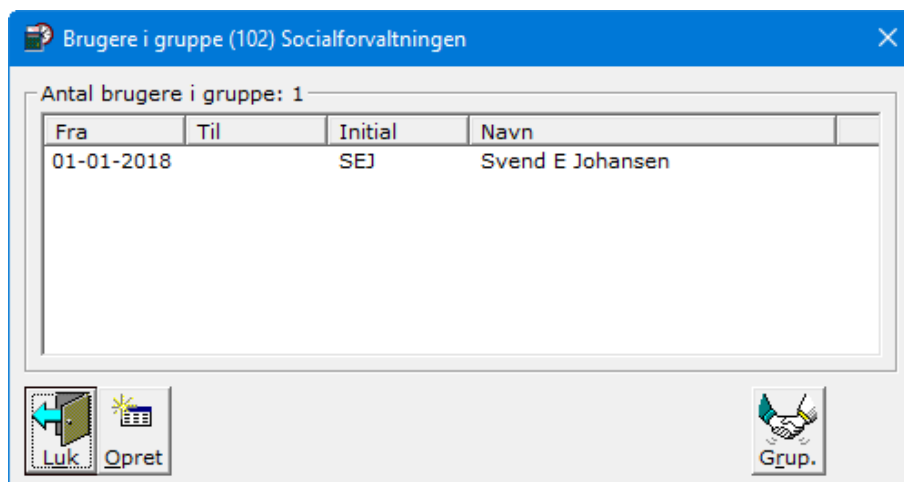 Brugere i gruppe (102) Socialforvaltningen
Antal brugere i gruppe: 1
Fra Til Initial Navn
01-01-2018 SEJ Svend E Johansen
Luk Opret Grup.